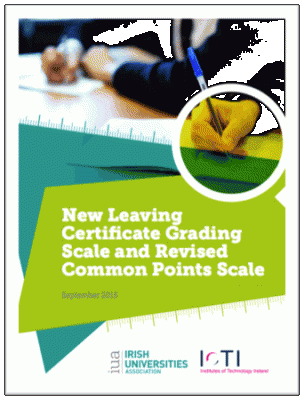 New Leaving
Certificate Grading
Scale and Revised
Common Points Scale
September 2015
iua
IRISH
UNIVERSITIES
ASSOCIATION
IOTI
Institutes of Technology Ireland